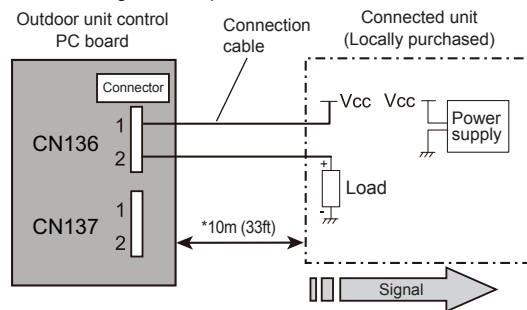 Outdoor unit control
PC board
Connection
cable
Connected unit
(Locally purchased)
Connector
Vcc
Vcc
Power
supply
CN136
1
2
+
Load
-
CN137
1
2
*10m (33ft)
Signal